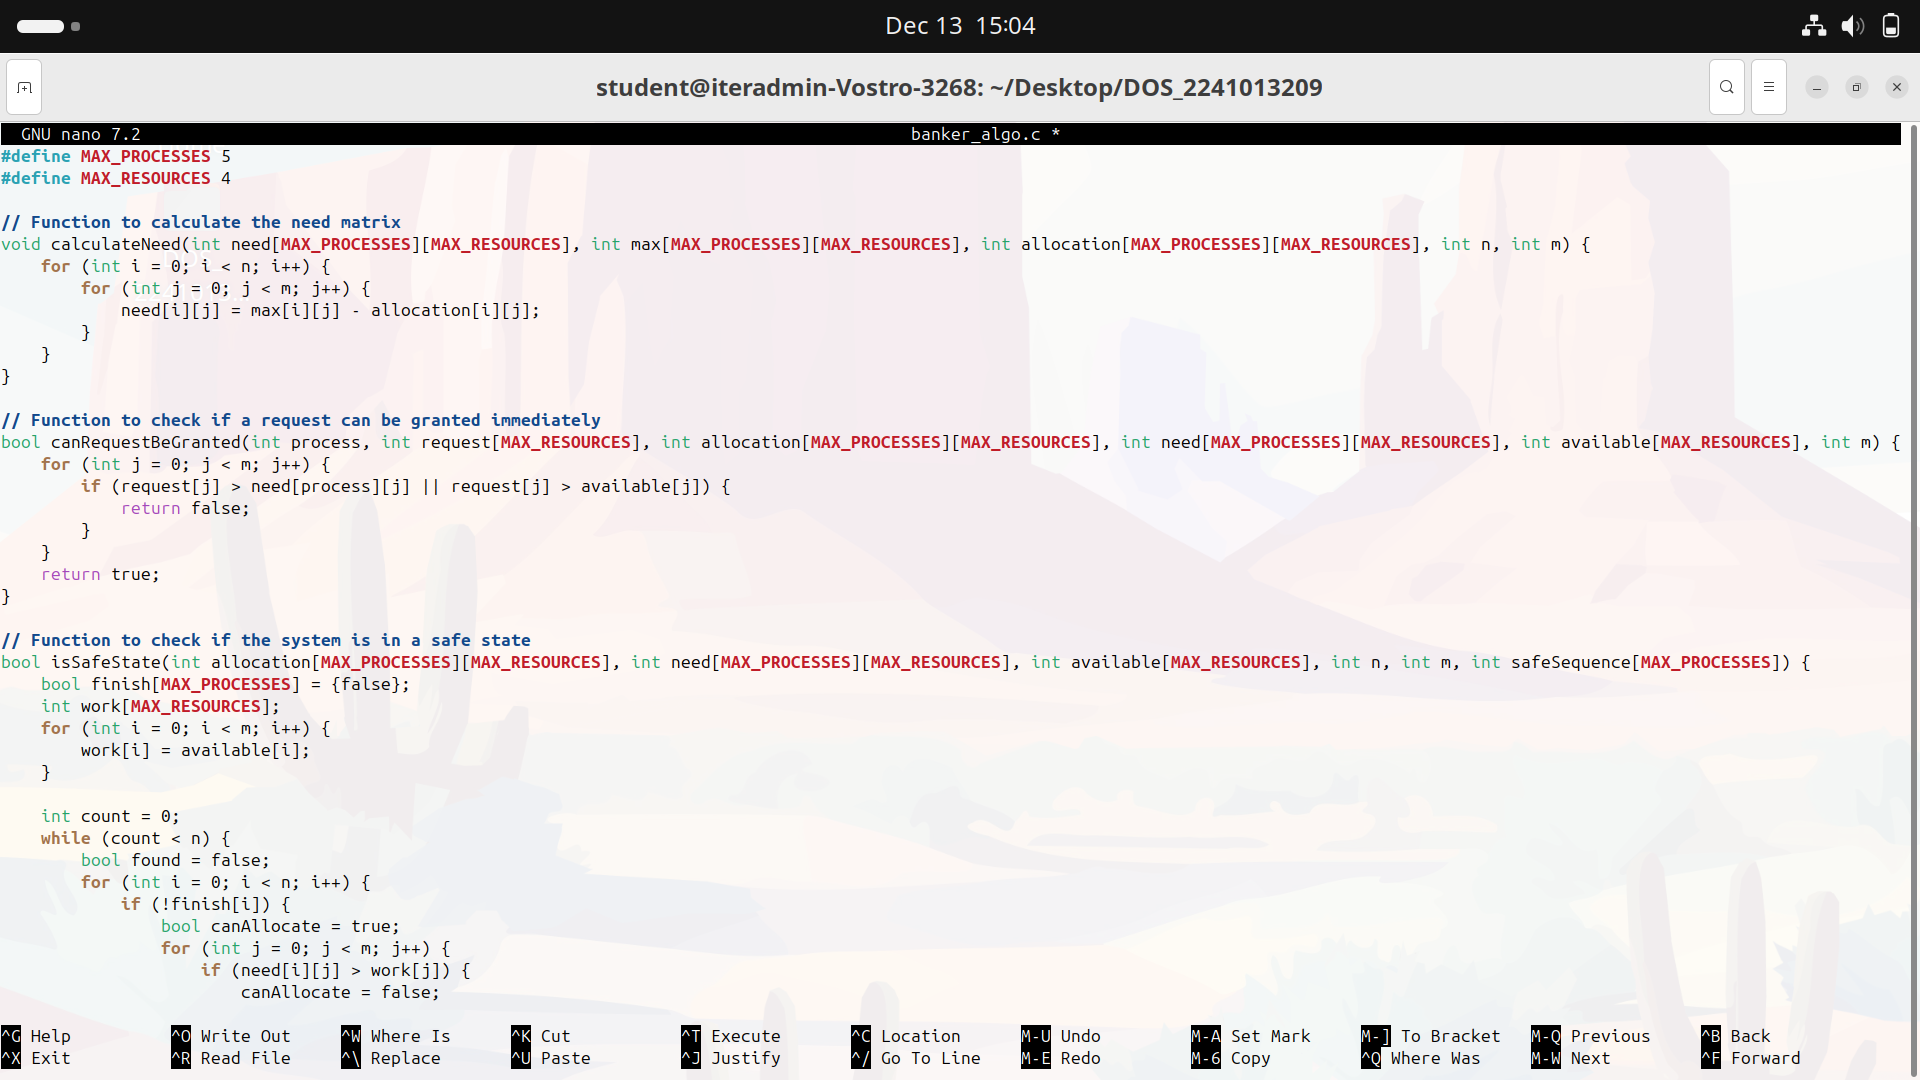 Dec 13 15:04
student@iteradmin-Vostro-3268: ~/Desktop/DOS_2241013209
GNU nano 7.2 banker_algo.c *
#define MAX_PROCESSES 5
#define MAX_RESOURCES 4

// Function to calculate the need matrix
void calculateNeed(int need[MAX_PROCESSES][MAX_RESOURCES], int max[MAX_PROCESSES][MAX_RESOURCES], int allocation[MAX_PROCESSES][MAX_RESOURCES], int n, int m) {
    for (int i = 0; i < n; i++) {
        for (int j = 0; j < m; j++) {
            need[i][j] = max[i][j] - allocation[i][j];
        }
    }
}

// Function to check if a request can be granted immediately
bool canRequestBeGranted(int process, int request[MAX_RESOURCES], int allocation[MAX_PROCESSES][MAX_RESOURCES], int need[MAX_PROCESSES][MAX_RESOURCES], int available[MAX_RESOURCES], int m) {
    for (int j = 0; j < m; j++) {
        if (request[j] > need[process][j] || request[j] > available[j]) {
            return false;
        }
    }
    return true;
}

// Function to check if the system is in a safe state
bool isSafeState(int allocation[MAX_PROCESSES][MAX_RESOURCES], int need[MAX_PROCESSES][MAX_RESOURCES], int available[MAX_RESOURCES], int n, int m, int safeSequence[MAX_PROCESSES]) {
    bool finish[MAX_PROCESSES] = {false};
    int work[MAX_RESOURCES];
    for (int i = 0; i < m; i++) {
        work[i] = available[i];
    }

    int count = 0;
    while (count < n) {
        bool found = false;
        for (int i = 0; i < n; i++) {
            if (!finish[i]) {
                bool canAllocate = true;
                for (int j = 0; j < m; j++) {
                    if (need[i][j] > work[j]) {
                        canAllocate = false;
^G Help ^O Write Out ^W Where Is ^K Cut ^T Execute ^C Location M-U Undo M-A Set Mark M-] To Bracket M-Q Previous ^B Back
^X Exit ^R Read File ^\ Replace ^U Paste ^J Justify ^/ Go To Line M-E Redo M-6 Copy ^Q Where Was M-W Next ^F Forward